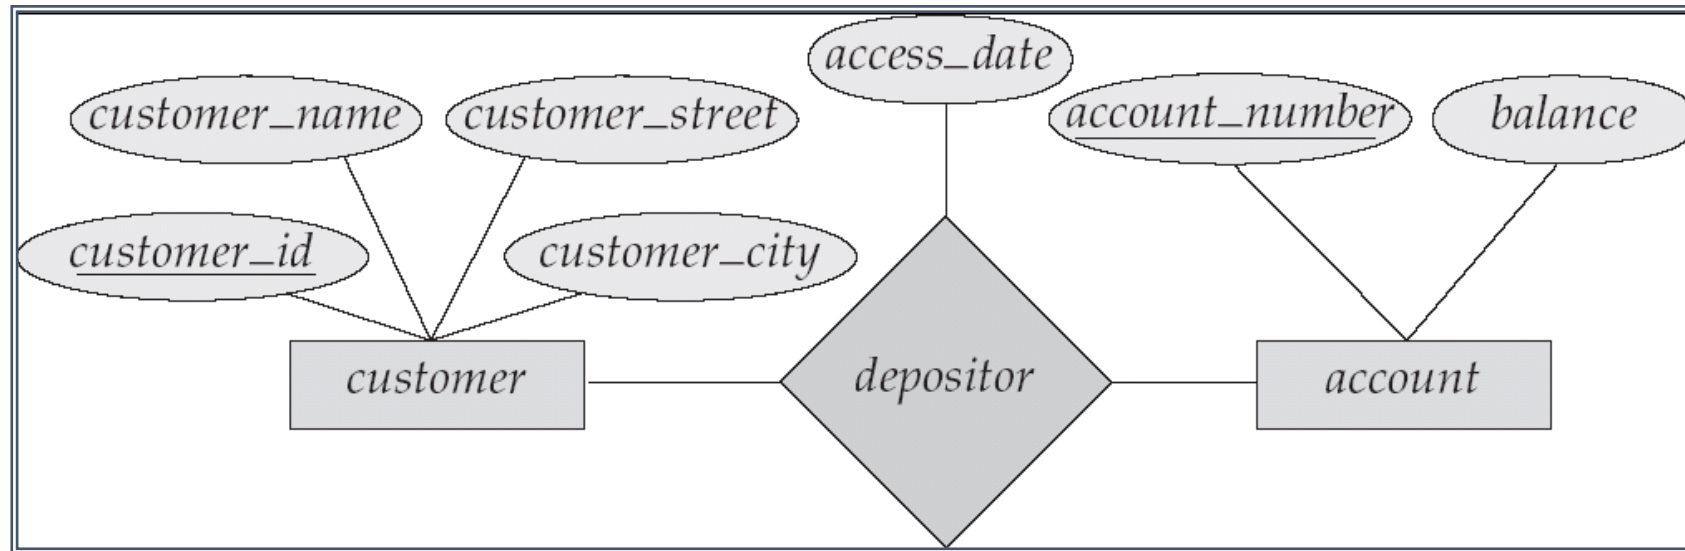 access_date
customer_name
customer_street
account_number
balance
customer_id
customer_city
customer
depositor
account